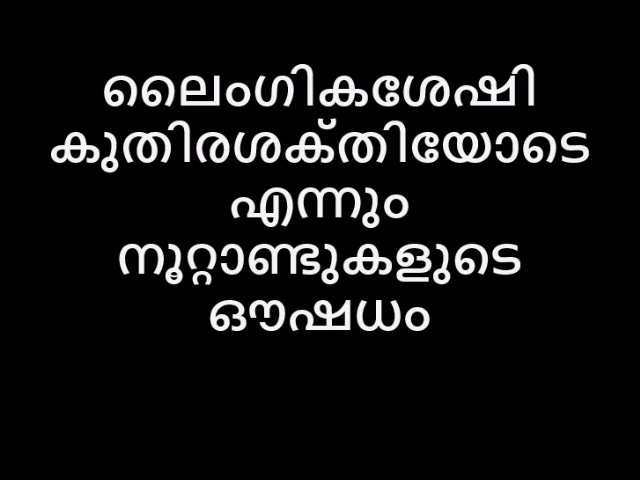 ലൈംഗികശേഷി
കുതിരശക്തിയോടെ
എന്നും
നൂറ്റാണ്ടുകളുടെ
ഔഷധം